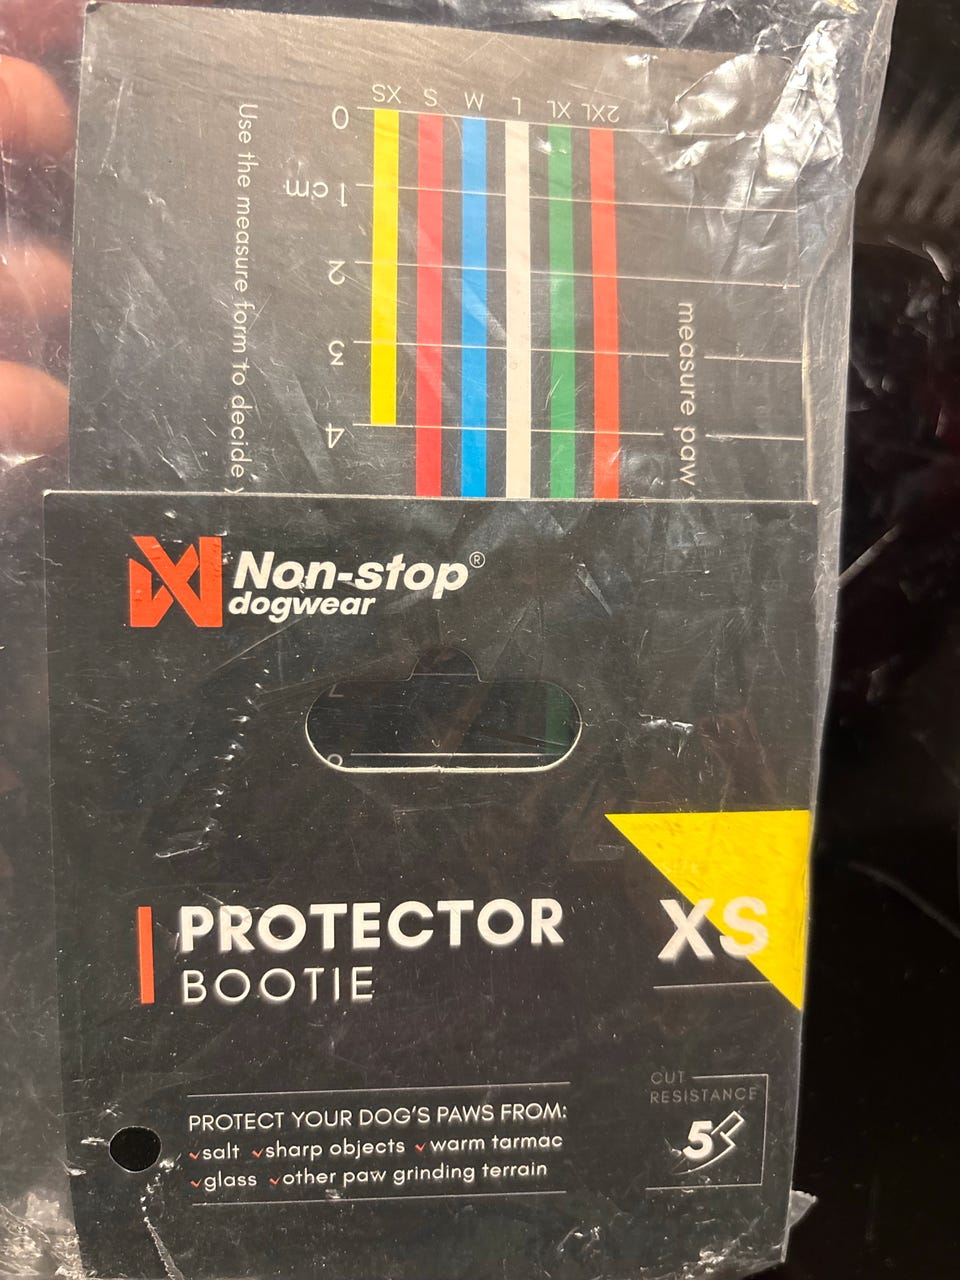 XS S M L XL 2XL
0
1 cm
2
3
4
Use the measure form to decide
measure paw
Non-stop®
dogwear
PROTECTOR
BOOTIE
XS
PROTECT YOUR DOG'S PAWS FROM:
salt sharp objects warm tarmac
glass other paw grinding terrain
CUT
RESISTANCE
5